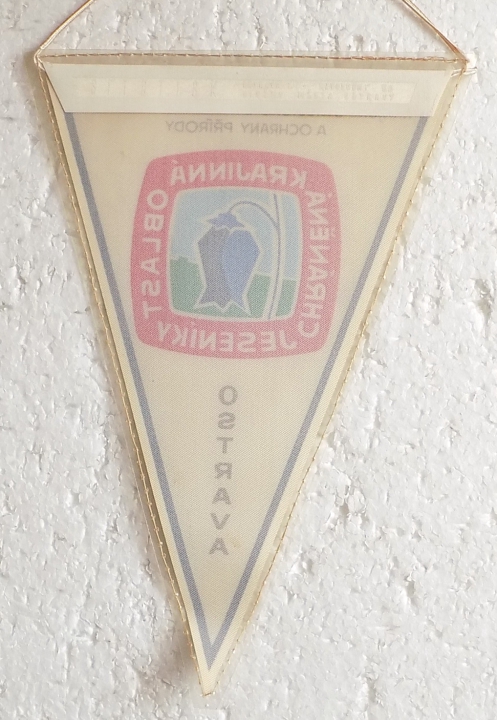 A OCHRANY PŘÍRODY
CHRÁNĚNÁ KRAJINNÁ OBLAST
JESENÍKY
OSTRAVA